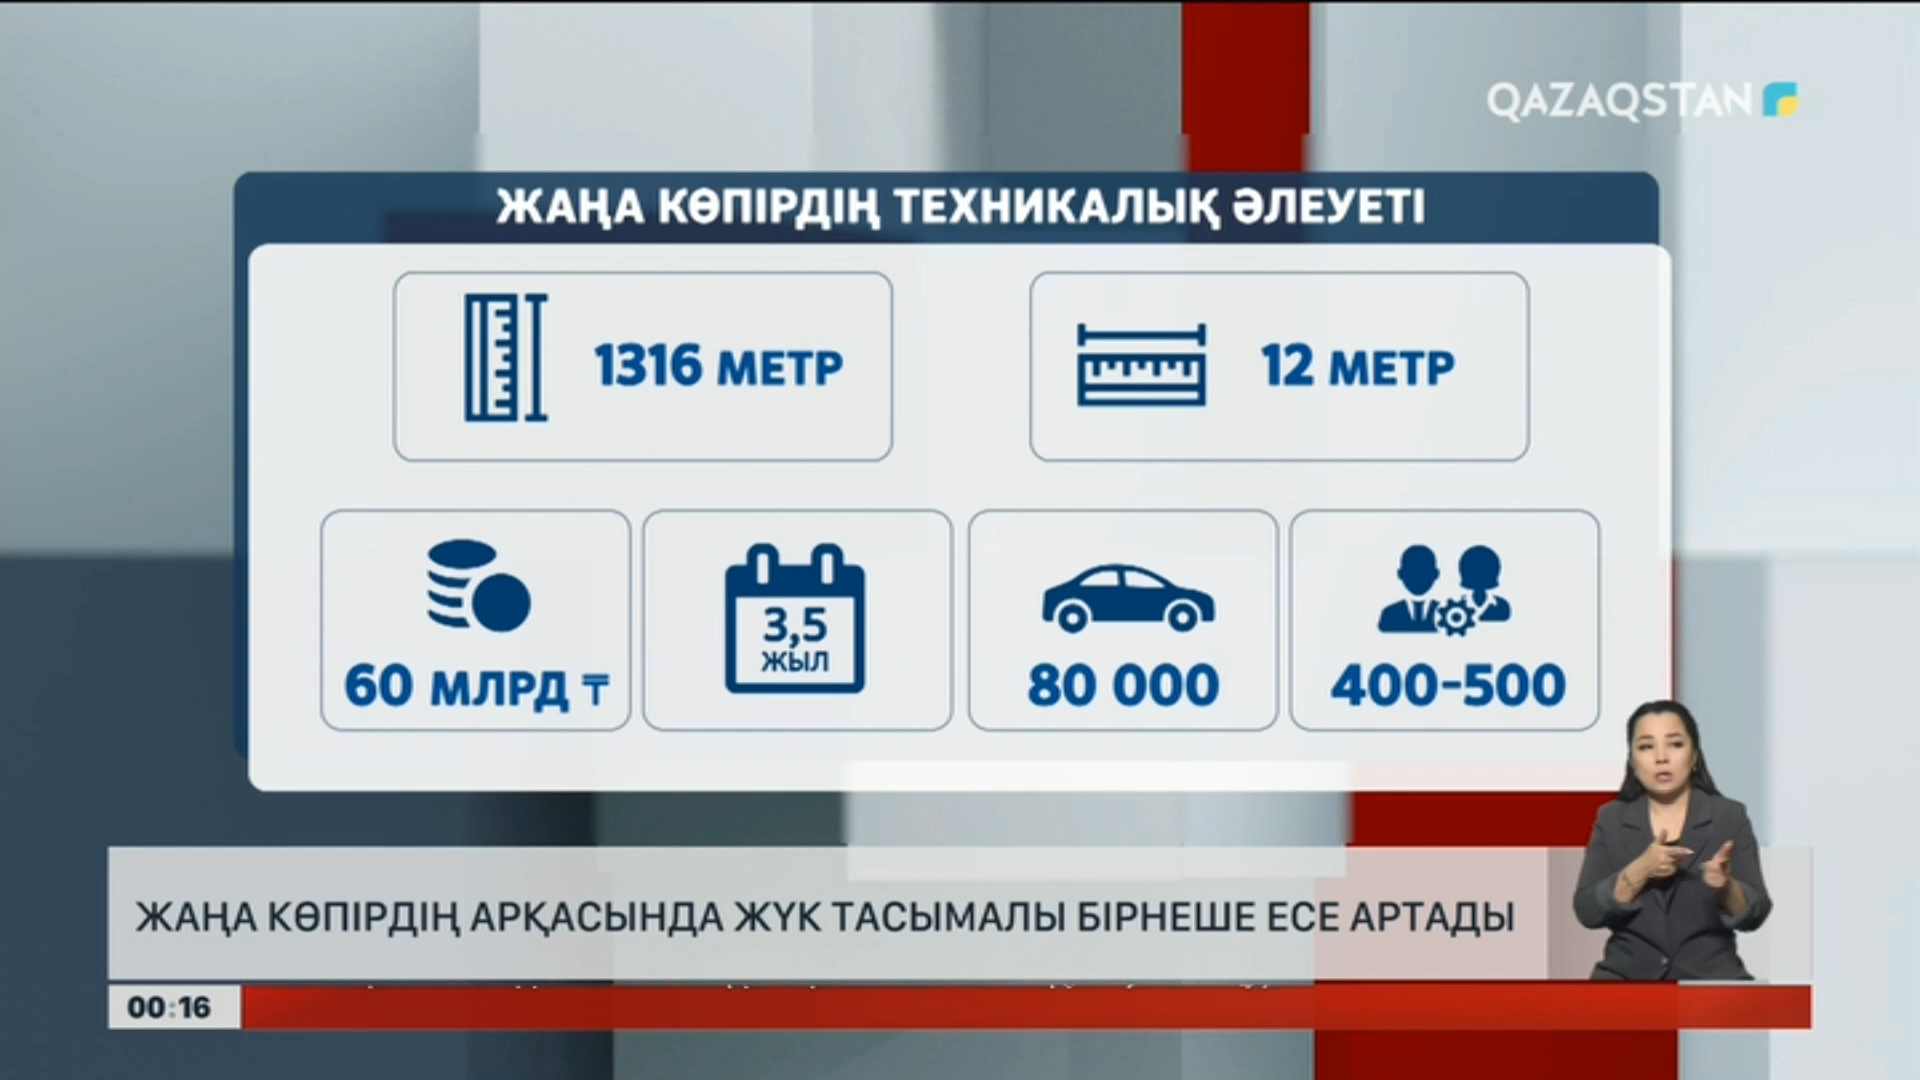 QAZAQSTAN
ЖАҢА КӨПІРДІҢ ТЕХНИКАЛЫҚ ӘЛЕУЕТІ
1316 МЕТР
12 МЕТР
60 МЛРД ₸
3,5
ЖЫЛ
80 000
400-500
ЖАҢА КӨПІРДІҢ АРҚАСЫНДА ЖҮК ТАСЫМАЛЫ БІРНЕШЕ ЕСЕ АРТАДЫ
00:16